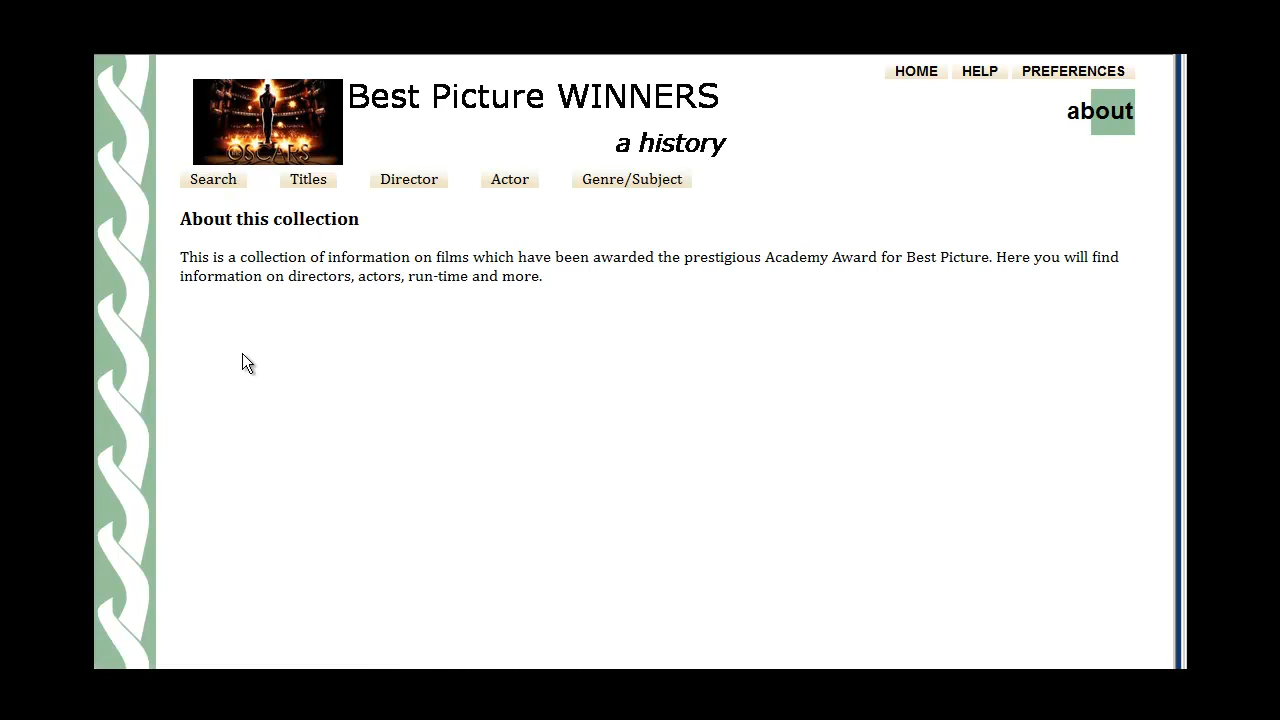 HOME HELP PREFERENCES
Best Picture WINNERS
about
a history
OSCARS
Search Titles Director Actor Genre/Subject
About this collection
This is a collection of information on films which have been awarded the prestigious Academy Award for Best Picture. Here you will find
information on directors, actors, run-time and more.